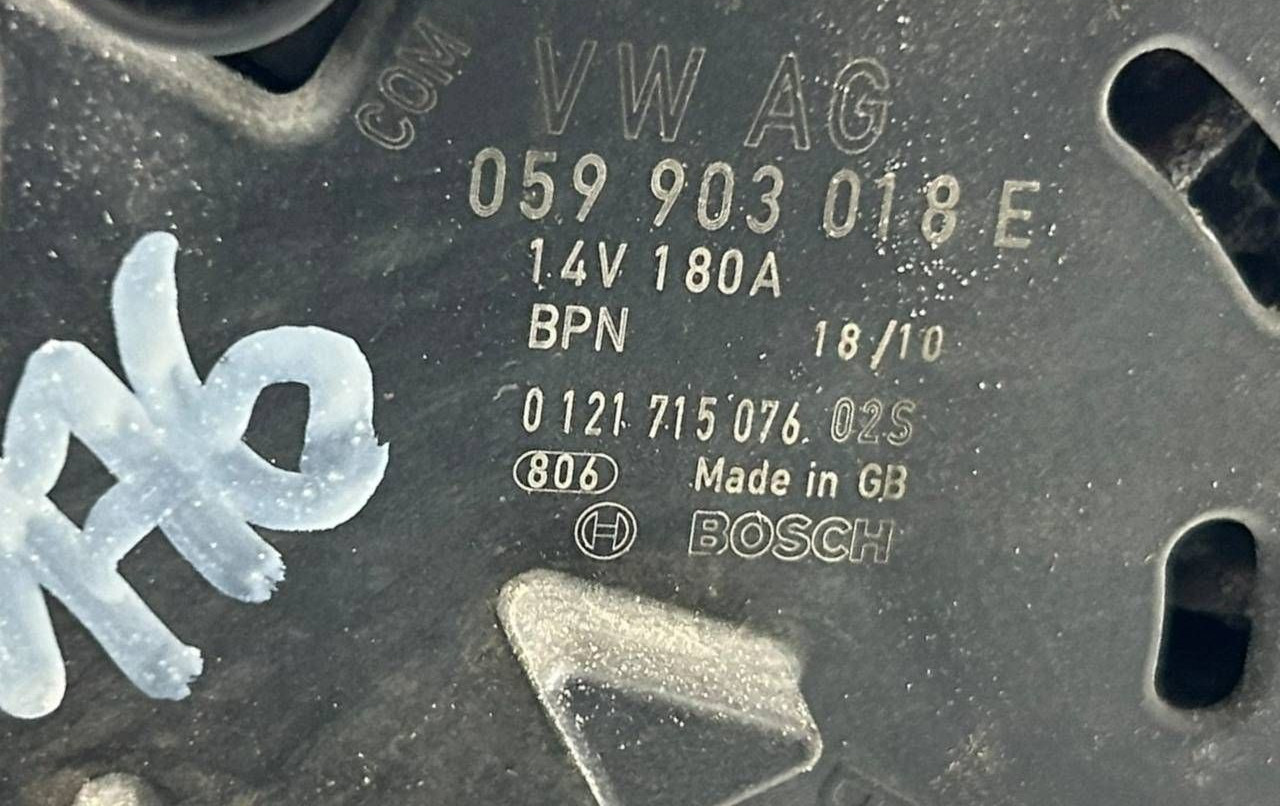 COM
VW AG
059 903 018 E
14V 180A
BPN 18/10
0 121 715 076. 02S
806 Made in GB
H BOSCH